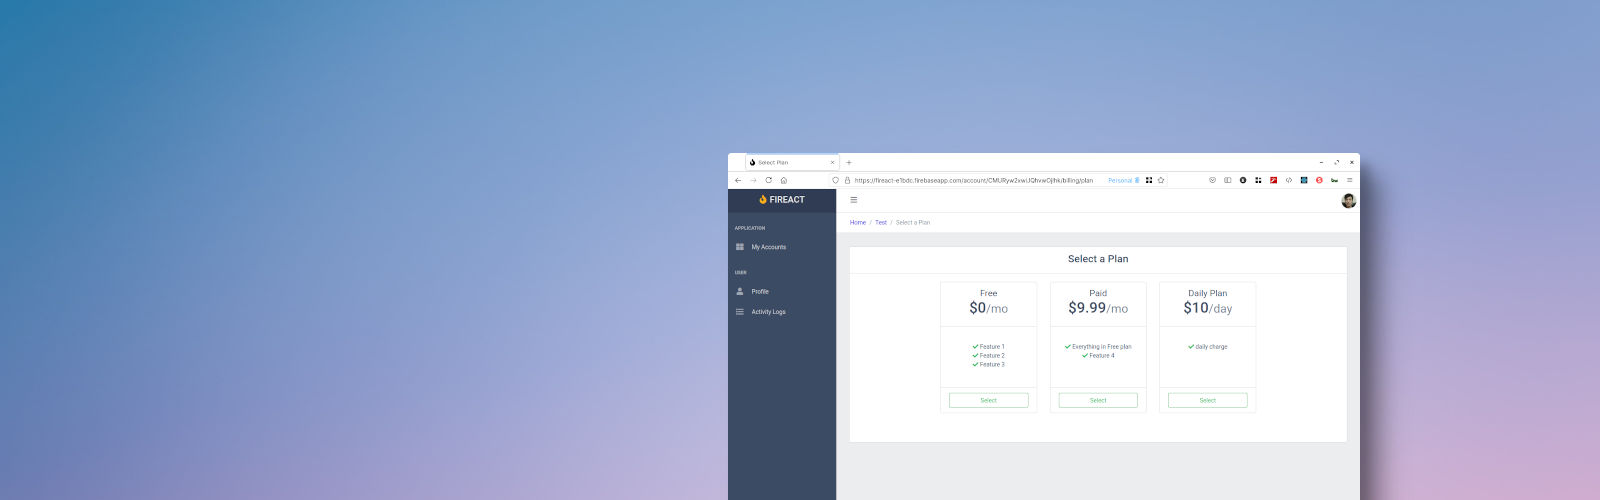 Select Plan
https://fireact-e1bdc.firebaseapp.com/account/CMURyw2xwiJQhvwOjlhk/billing/plan Personal
FIREACT
Home / Test / Select a Plan
APPLICATION
My Accounts
USER
Profile
Activity Logs
Select a Plan
Free
$0/mo
Feature 1
Feature 2
Feature 3
Select
Paid
$9.99/mo
Everything in Free plan
Feature 4
Select
Daily Plan
$10/day
daily charge
Select